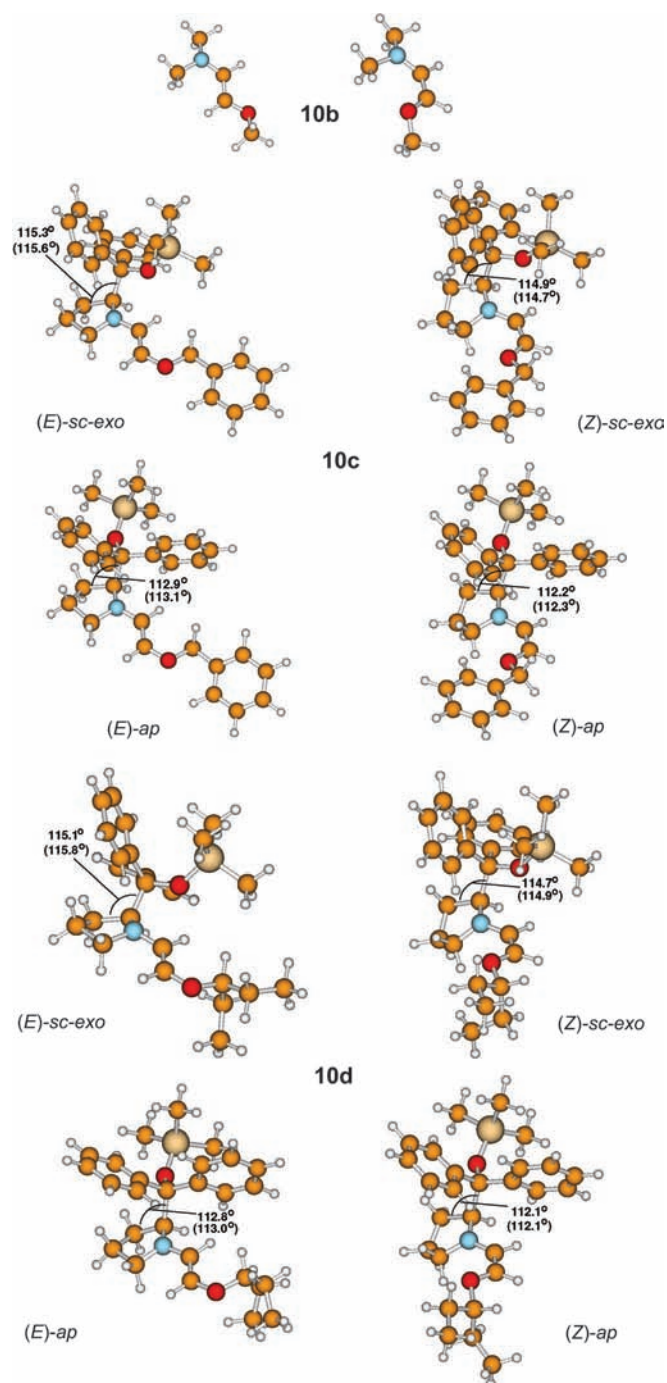 10b
115.3°
(115.6°)
114.9°
(114.7°)
(E)-sc-exo
(Z)-sc-exo
10c
112.9°
(113.1°)
112.2°
(112.3°)
(E)-ap
(Z)-ap
115.1°
(115.8°)
114.7°
(114.9°)
(E)-sc-exo
(Z)-sc-exo
10d
112.8°
(113.0°)
112.1°
(112.1°)
(E)-ap
(Z)-ap